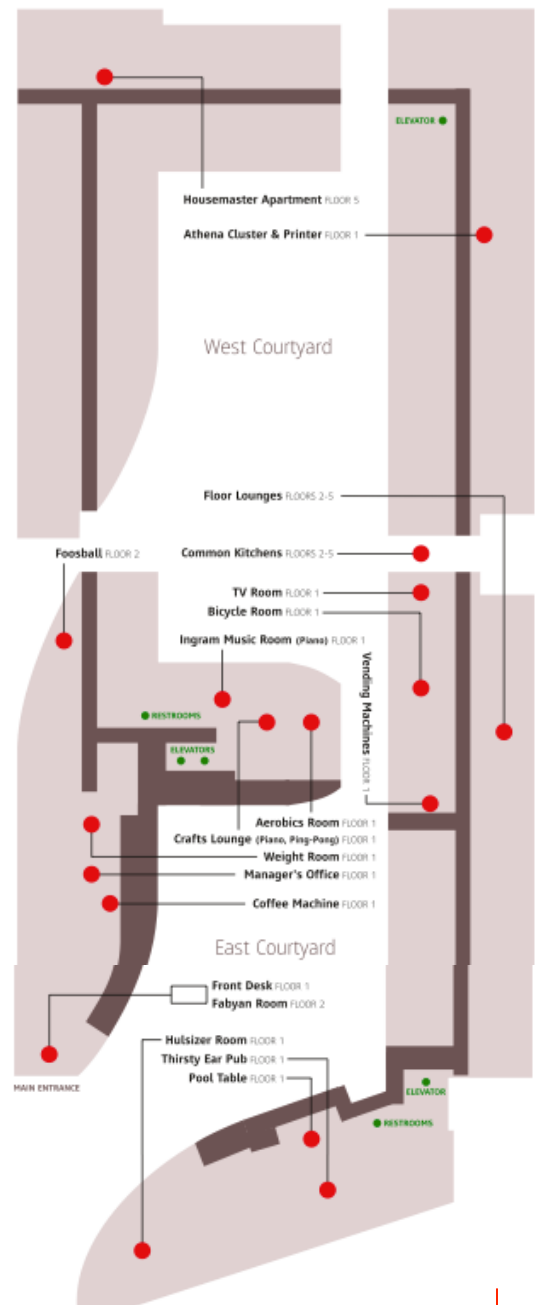 ELEVATOR
Housemaster Apartment FLOOR 5
Athena Cluster & Printer FLOOR 1
West Courtyard
Floor Lounges FLOORS 2-5
Foosball FLOOR 2
Common Kitchens FLOORS 2-5
TV Room FLOOR 1
Bicycle Room FLOOR 1
Ingram Music Room (Piano) FLOOR 1
Vending Machines FLOOR 1
RESTROOMS
ELEVATORS
Aerobics Room FLOOR 1
Crafts Lounge (Piano, Ping-Pong) FLOOR 1
Weight Room FLOOR 1
Manager's Office FLOOR 1
Coffee Machine FLOOR 1
East Courtyard
Front Desk FLOOR 1
Fabyan Room FLOOR 2
Hulsizer Room FLOOR 1
Thirsty Ear Pub FLOOR 1
Pool Table FLOOR 1
MAIN ENTRANCE
ELEVATOR
RESTROOMS